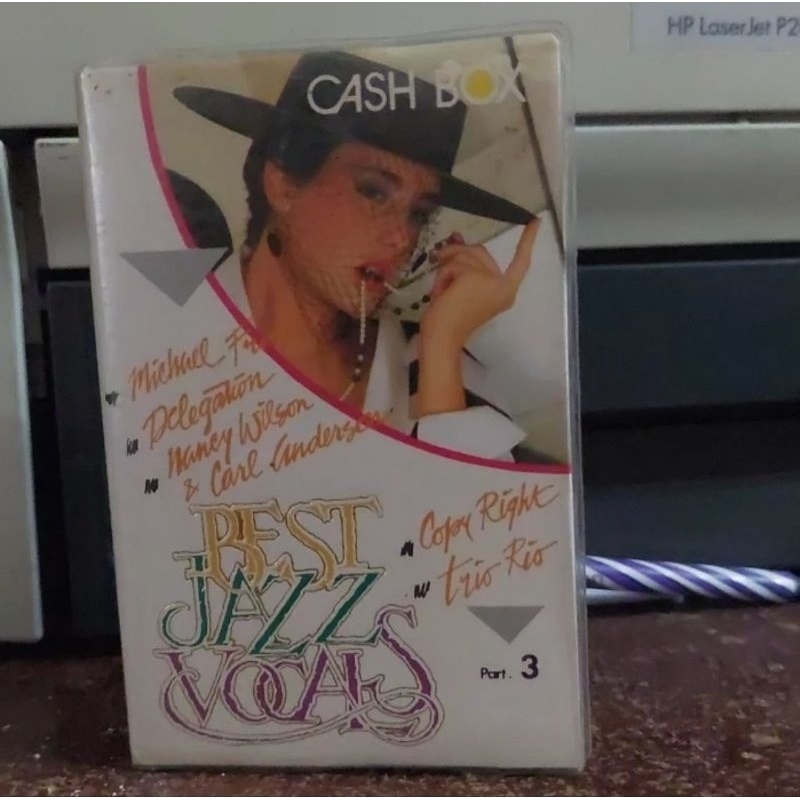 HP LaserJet
CASH BOX
Michael
Delegation
Nancy Wilson
& Carl Anderson
BEST
JAZZ
VOCALS
Copy Right
Trio Rio
Part. 3